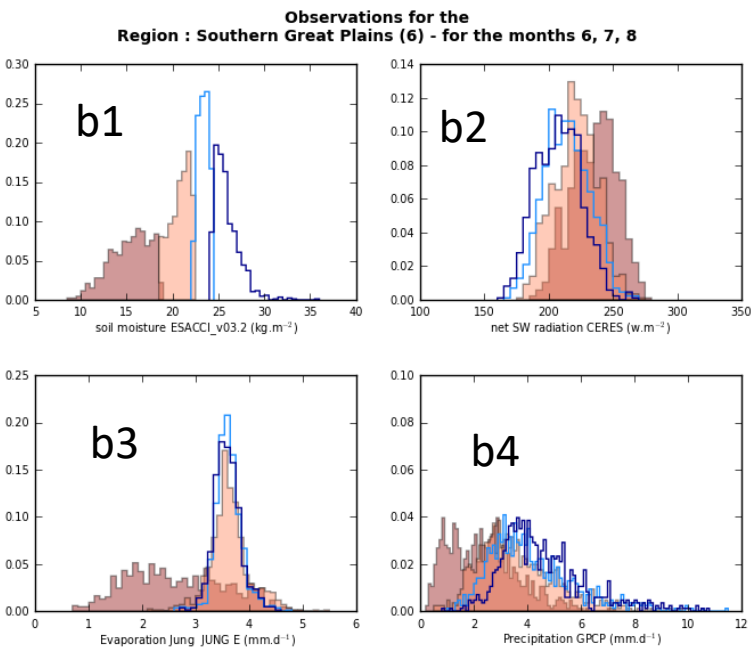 Observations for the
Region : Southern Great Plains (6) - for the months 6, 7, 8
0.30
0.25
0.20
0.15
0.10
0.05
0.00
b1
5 10 15 20 25 30 35 40
soil moisture ESACCI_v03.2 (kg.m⁻²)
0.14
0.12
0.10
0.08
0.06
0.04
0.02
0.00
b2
100 150 200 250 300 350
net SW radiation CERES (w.m⁻²)
0.25
0.20
0.15
0.10
0.05
0.00
b3
0 1 2 3 4 5 6
Evaporation Jung JUNG E (mm.d⁻¹)
0.10
0.08
0.06
0.04
0.02
0.00
b4
0 2 4 6 8 10 12
Precipitation GPCP (mm.d⁻¹)